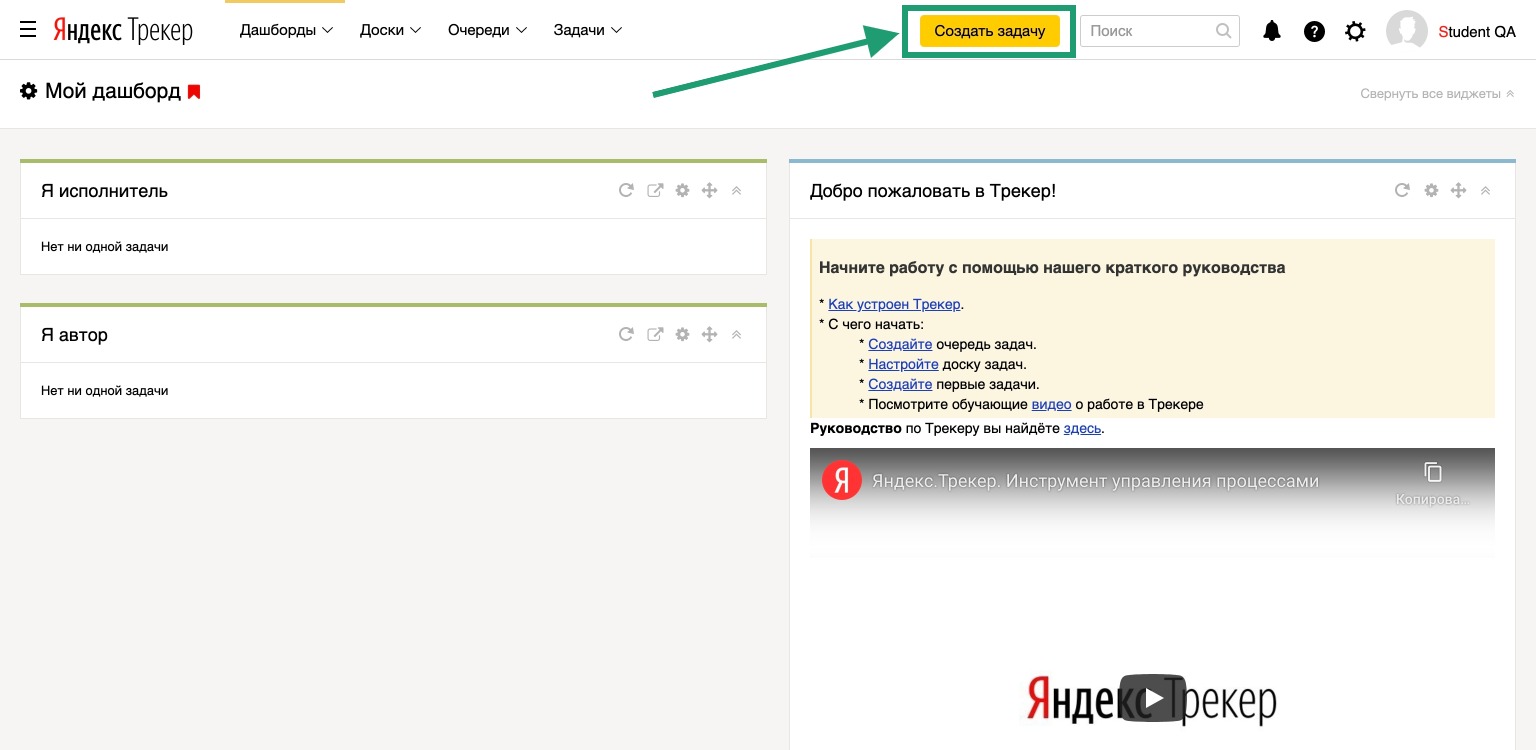 Яндекс Трекер Дашборды Доски Очереди Задачи Создать задачу Поиск Student QA
Мой дашборд Свернуть все виджеты
Я исполнитель
Нет ни одной задачи
Я автор
Нет ни одной задачи
Добро пожаловать в Трекер!
Начните работу с помощью нашего краткого руководства
* Как устроен Трекер.
* С чего начать:
* Создайте очередь задач.
* Настройте доску задач.
* Создайте первые задачи.
* Посмотрите обучающие видео о работе в Трекере
Руководство по Трекеру вы найдёте здесь.
Я Яндекс.Трекер. Инструмент управления процессами
Копирова...
Яндекс Трекер